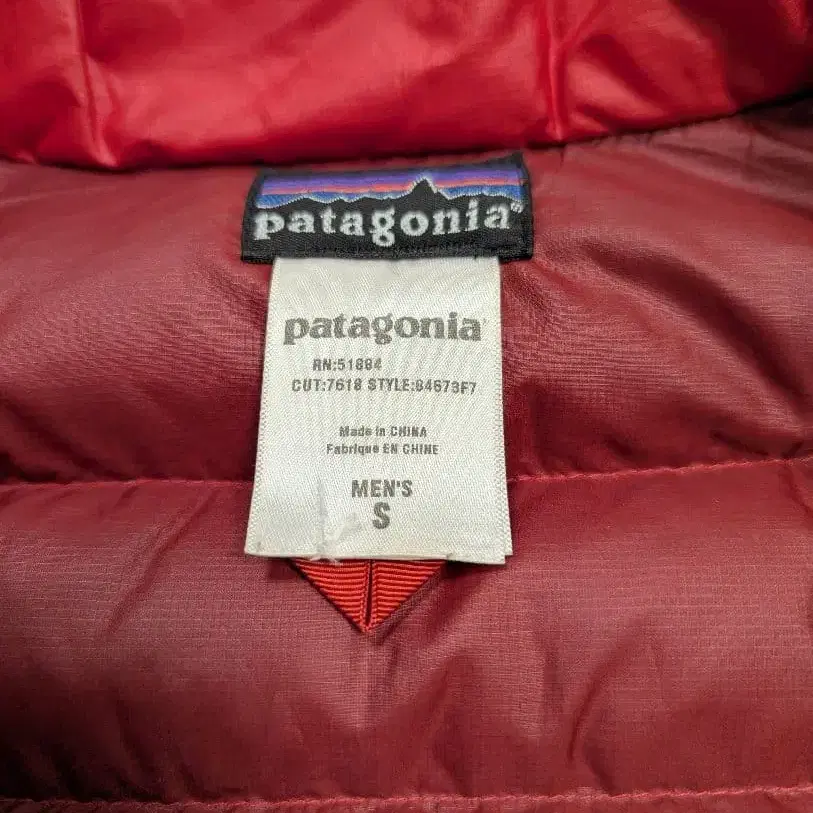 patagonia®
patagonia
RN:51884
CUT:7618 STYLE:84673F7
Made in CHINA
Fabriqué EN CHINE
MEN'S
S